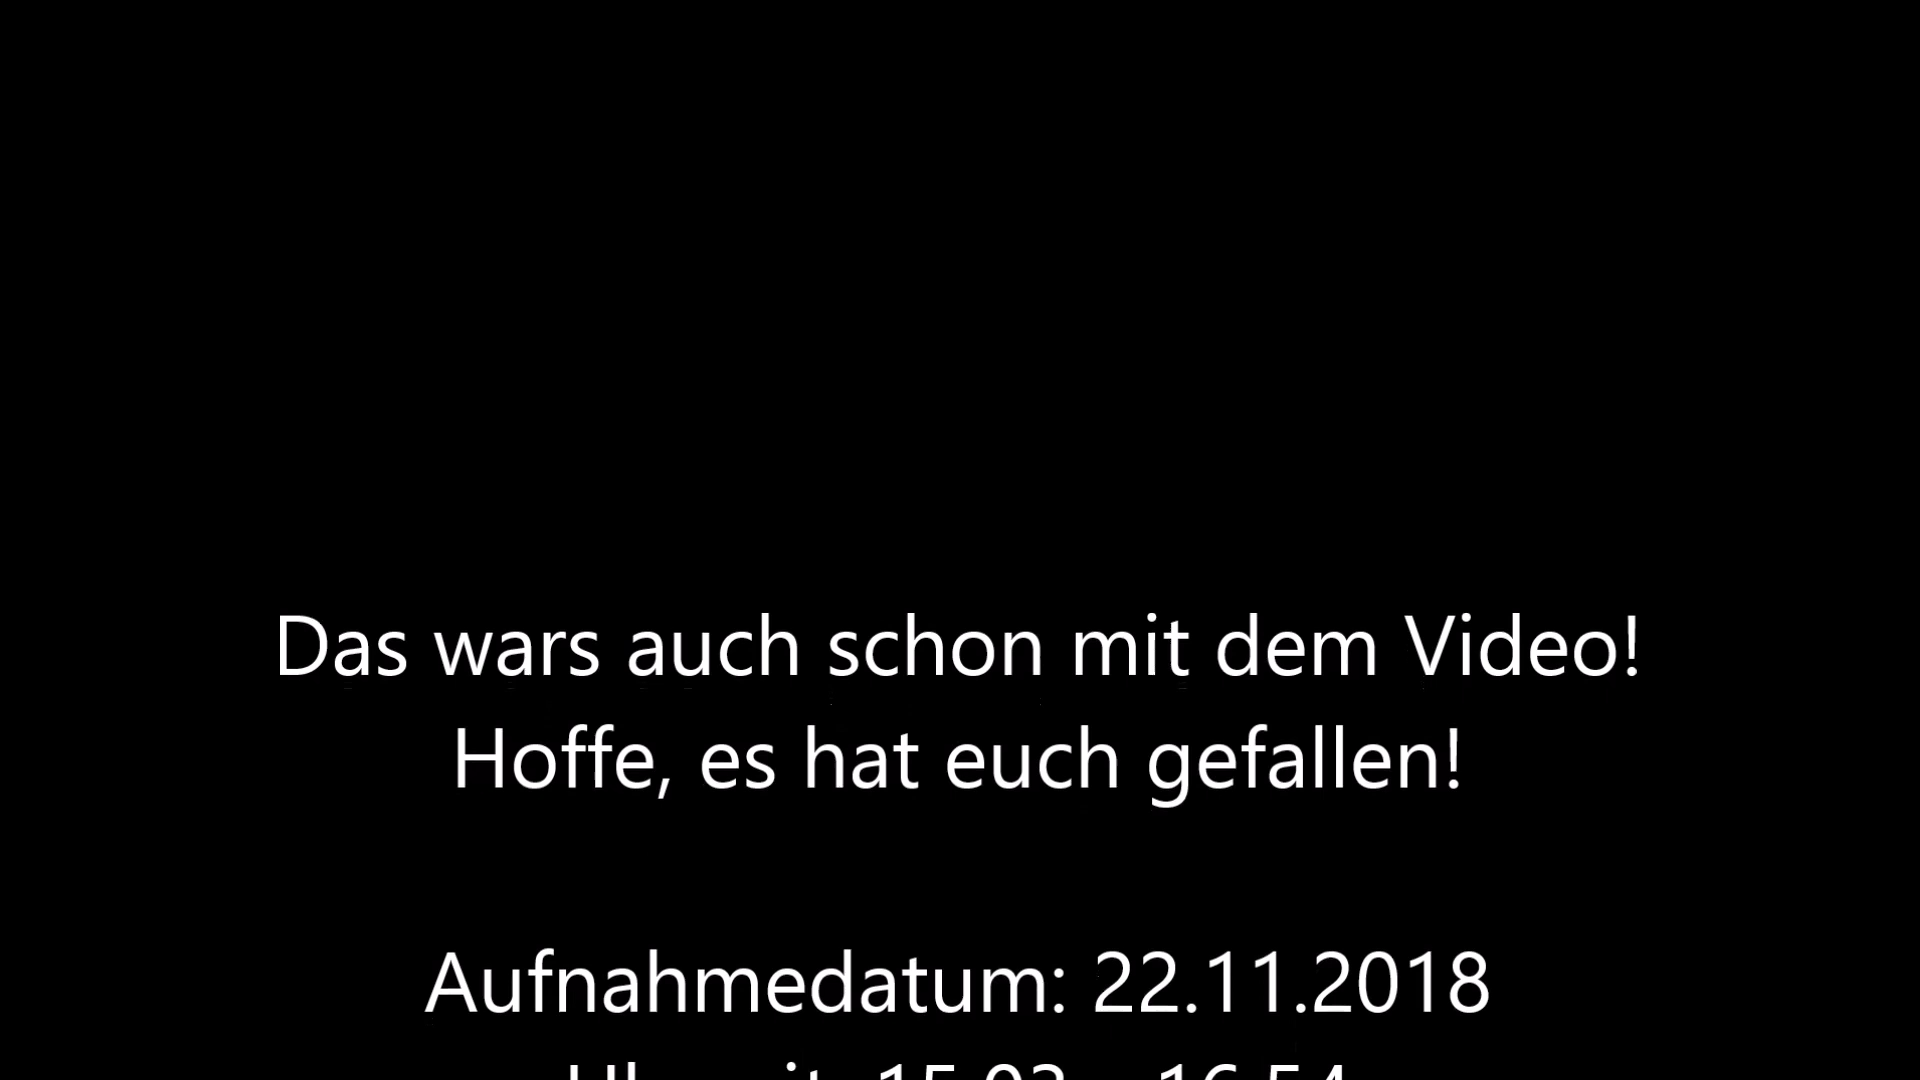 Das wars auch schon mit dem Video!
Hoffe, es hat euch gefallen!
Aufnahmedatum: 22.11.2018